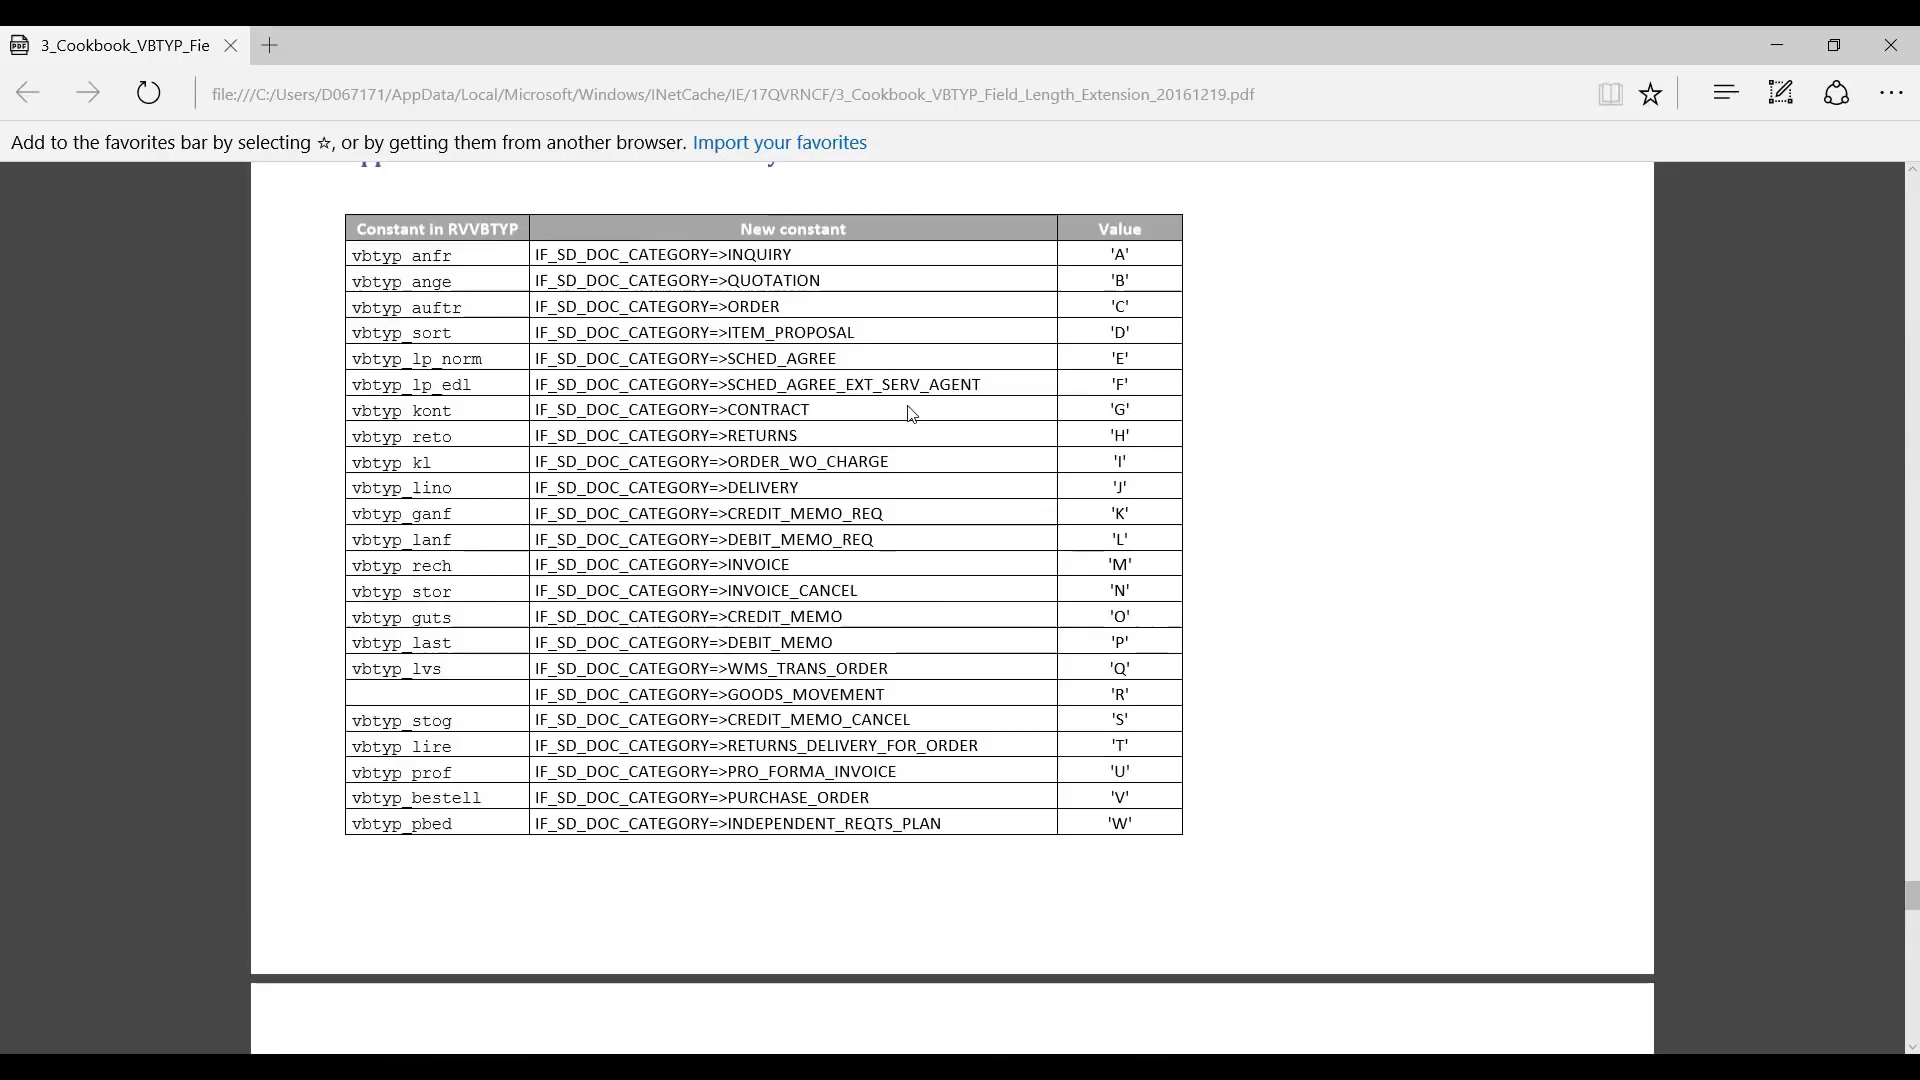 3_Cookbook_VBTYP_Fie
file:///C:/Users/D067171/AppData/Local/Microsoft/Windows/INetCache/IE/17QVRNCF/3_Cookbook_VBTYP_Field_Length_Extension_20161219.pdf
Add to the favorites bar by selecting ☆, or by getting them from another browser. Import your favorites
Constant in RVVBTYP New constant Value
vbtyp_anfr IF_SD_DOC_CATEGORY=>INQUIRY 'A'
vbtyp_ange IF_SD_DOC_CATEGORY=>QUOTATION 'B'
vbtyp_auftr IF_SD_DOC_CATEGORY=>ORDER 'C'
vbtyp_sort IF_SD_DOC_CATEGORY=>ITEM_PROPOSAL 'D'
vbtyp_lp_norm IF_SD_DOC_CATEGORY=>SCHED_AGREE 'E'
vbtyp_lp_edl IF_SD_DOC_CATEGORY=>SCHED_AGREE_EXT_SERV_AGENT 'F'
vbtyp_kont IF_SD_DOC_CATEGORY=>CONTRACT 'G'
vbtyp_reto IF_SD_DOC_CATEGORY=>RETURNS 'H'
vbtyp_kl IF_SD_DOC_CATEGORY=>ORDER_WO_CHARGE 'I'
vbtyp_lino IF_SD_DOC_CATEGORY=>DELIVERY 'J'
vbtyp_ganf IF_SD_DOC_CATEGORY=>CREDIT_MEMO_REQ 'K'
vbtyp_lanf IF_SD_DOC_CATEGORY=>DEBIT_MEMO_REQ 'L'
vbtyp_rech IF_SD_DOC_CATEGORY=>INVOICE 'M'
vbtyp_stor IF_SD_DOC_CATEGORY=>INVOICE_CANCEL 'N'
vbtyp_guts IF_SD_DOC_CATEGORY=>CREDIT_MEMO 'O'
vbtyp_last IF_SD_DOC_CATEGORY=>DEBIT_MEMO 'P'
vbtyp_lvs IF_SD_DOC_CATEGORY=>WMS_TRANS_ORDER 'Q'
IF_SD_DOC_CATEGORY=>GOODS_MOVEMENT 'R'
vbtyp_stog IF_SD_DOC_CATEGORY=>CREDIT_MEMO_CANCEL 'S'
vbtyp_lire IF_SD_DOC_CATEGORY=>RETURNS_DELIVERY_FOR_ORDER 'T'
vbtyp_prof IF_SD_DOC_CATEGORY=>PRO_FORMA_INVOICE 'U'
vbtyp_bestell IF_SD_DOC_CATEGORY=>PURCHASE_ORDER 'V'
vbtyp_pbed IF_SD_DOC_CATEGORY=>INDEPENDENT_REQTS_PLAN 'W'